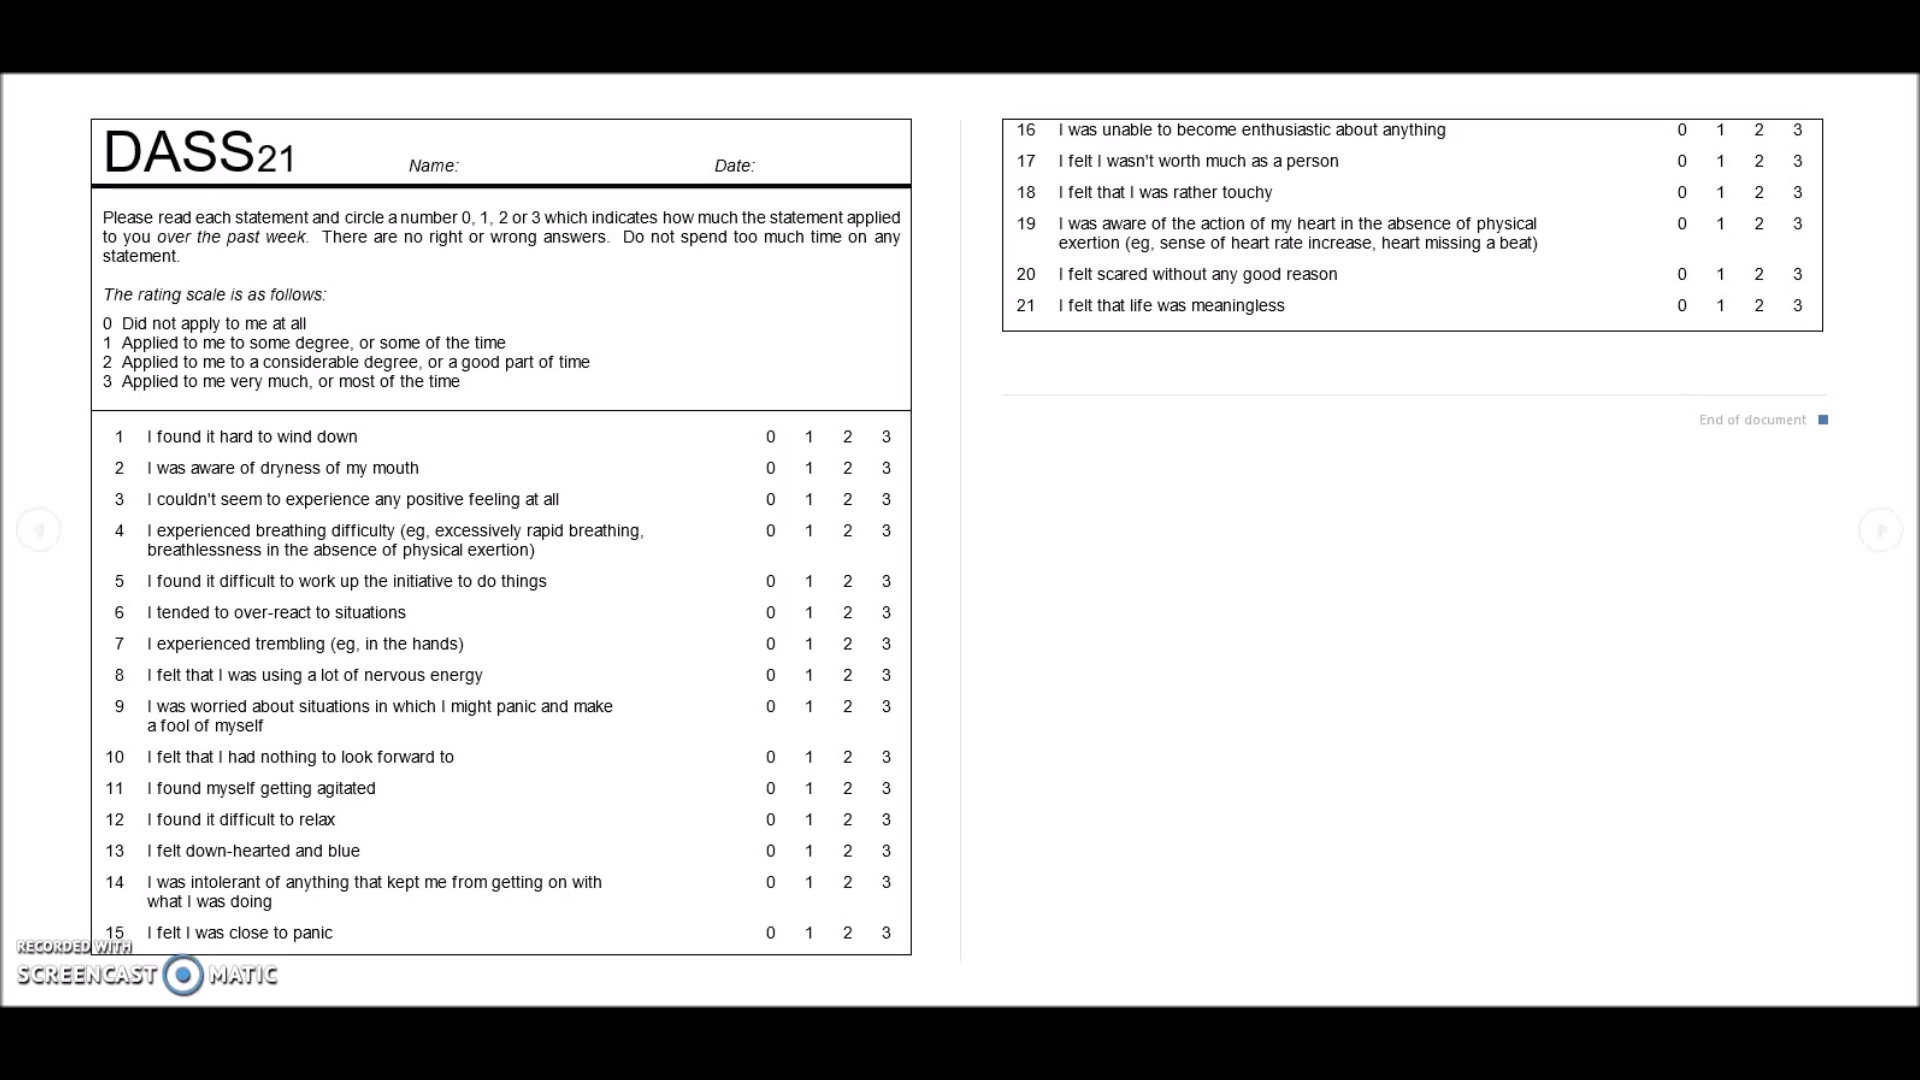 DASS21 Name: Date:
Please read each statement and circle a number 0, 1, 2 or 3 which indicates how much the statement applied
to you over the past week. There are no right or wrong answers. Do not spend too much time on any
statement.
The rating scale is as follows:
0 Did not apply to me at all
1 Applied to me to some degree, or some of the time
2 Applied to me to a considerable degree, or a good part of time
3 Applied to me very much, or most of the time
1 I found it hard to wind down 0 1 2 3
2 I was aware of dryness of my mouth 0 1 2 3
3 I couldn't seem to experience any positive feeling at all 0 1 2 3
4 I experienced breathing difficulty (eg, excessively rapid breathing, 0 1 2 3
breathlessness in the absence of physical exertion)
5 I found it difficult to work up the initiative to do things 0 1 2 3
6 I tended to over-react to situations 0 1 2 3
7 I experienced trembling (eg, in the hands) 0 1 2 3
8 I felt that I was using a lot of nervous energy 0 1 2 3
9 I was worried about situations in which I might panic and make 0 1 2 3
a fool of myself
10 I felt that I had nothing to look forward to 0 1 2 3
11 I found myself getting agitated 0 1 2 3
12 I found it difficult to relax 0 1 2 3
13 I felt down-hearted and blue 0 1 2 3
14 I was intolerant of anything that kept me from getting on with 0 1 2 3
what I was doing
15 I felt I was close to panic 0 1 2 3
16 I was unable to become enthusiastic about anything 0 1 2 3
17 I felt I wasn't worth much as a person 0 1 2 3
18 I felt that I was rather touchy 0 1 2 3
19 I was aware of the action of my heart in the absence of physical 0 1 2 3
exertion (eg, sense of heart rate increase, heart missing a beat)
20 I felt scared without any good reason 0 1 2 3
21 I felt that life was meaningless 0 1 2 3
End of document
RECORDED WITH
SCREENCAST MATIC